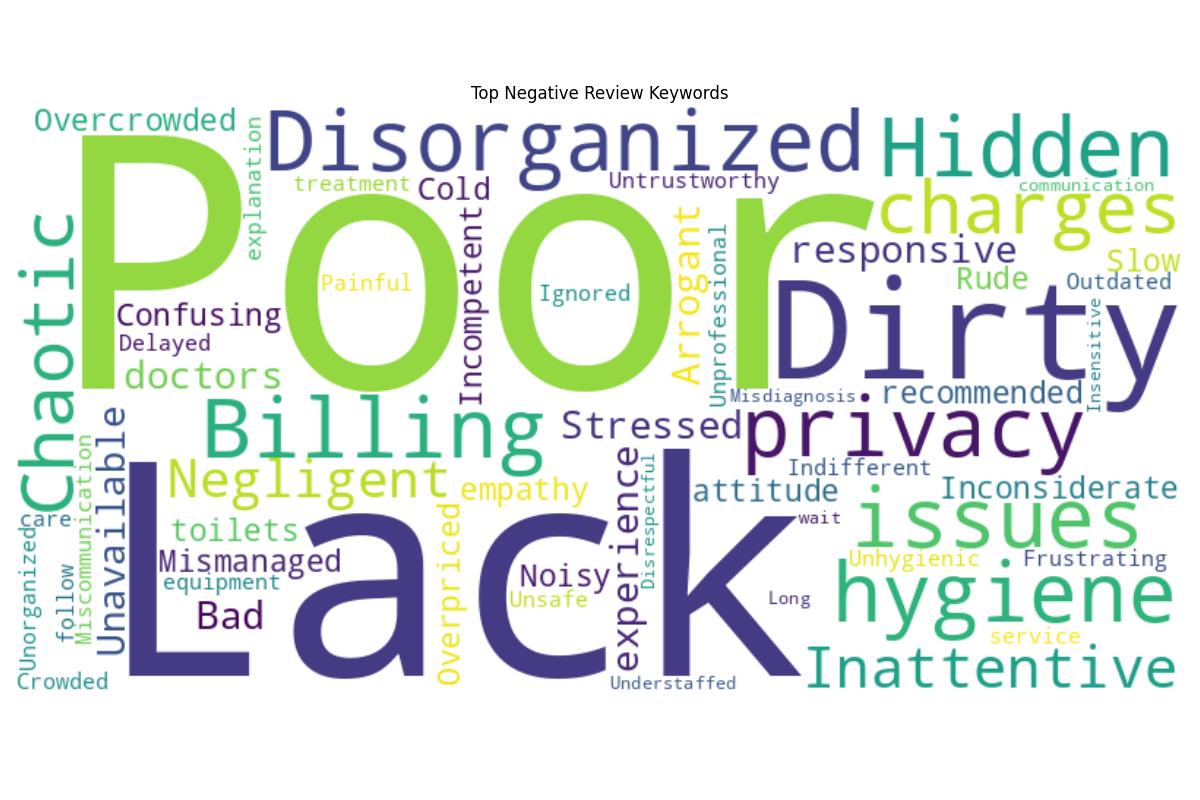 Top Negative Review Keywords
Overcrowded
explanation
Disorganized
Hidden
Poor
treatment
Cold
Untrustworthy
communication
charges
Chaotic
Incompetent
Arrogant
Unprofessional
responsive
Slow
Painful
Ignored
Rude
Outdated
Confusing
Delayed
Dirty
Insensitive
doctors
Misdiagnosis
recommended
Billing
Stressed
privacy
Miscommunication
Unavailable
Negligent
empathy
experience
Disrespectful
Lack
Indifferent
attitude
Inconsiderate
care
toilets
Overpriced
wait
issues
Unorganized
follow
Mismanaged
equipment
Noisy
Unsafe
Unhygienic
Frustrating
Bad
Long
hygiene
service
Crowded
Understaffed
Inattentive